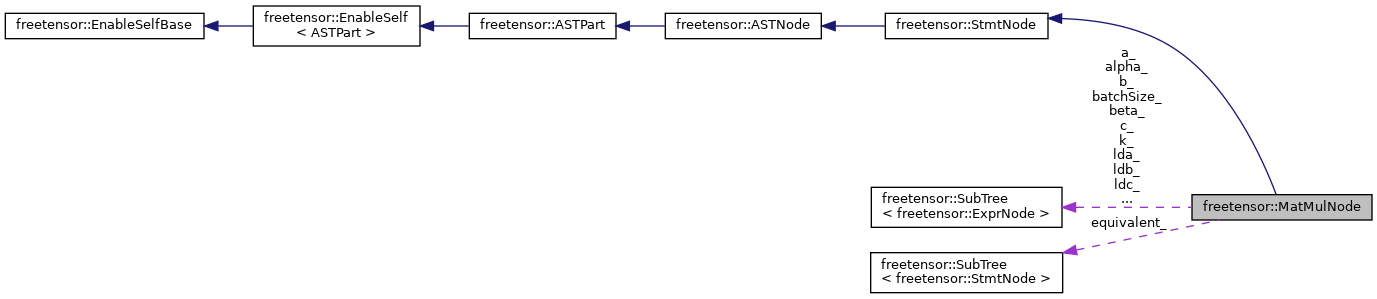 freetensor::EnableSelfBase
freetensor::EnableSelf
< ASTPart >
freetensor::ASTPart
freetensor::ASTNode
freetensor::StmtNode
a_
alpha_
b_
batchSize_
beta_
c_
k_
lda_
ldb_
ldc_
...
freetensor::SubTree
< freetensor::ExprNode >
freetensor::MatMulNode
equivalent_
freetensor::SubTree
< freetensor::StmtNode >